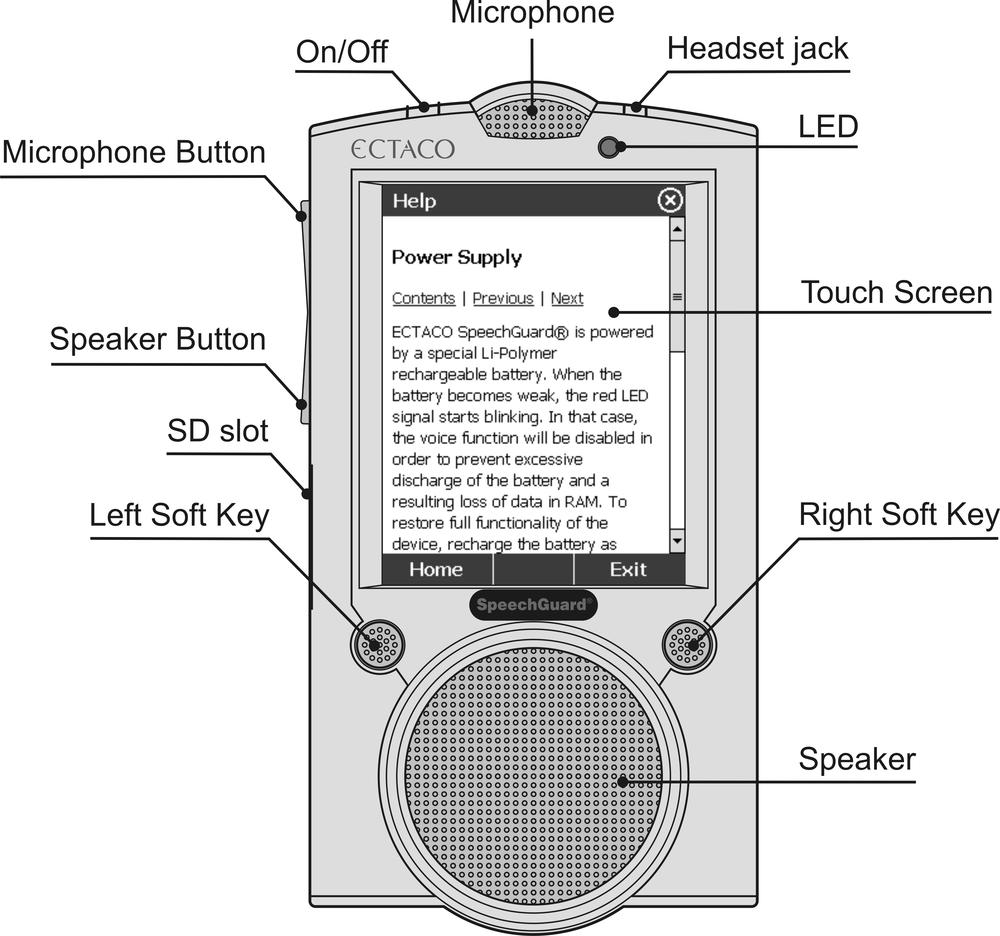 Microphone
On/Off
Headset jack
LED
Microphone Button
ECTACO
Help
Power Supply
Contents | Previous | Next
Touch Screen
ECTACO SpeechGuard® is powered
by a special Li-Polymer
rechargeable battery. When the
battery becomes weak, the red LED
signal starts blinking. In that case,
the voice function will be disabled in
order to prevent excessive
discharge of the battery and a
resulting loss of data in RAM. To
restore full functionality of the
device, recharge the battery as
Speaker Button
SD slot
Left Soft Key
Right Soft Key
Home
Exit
SpeechGuard®
Speaker